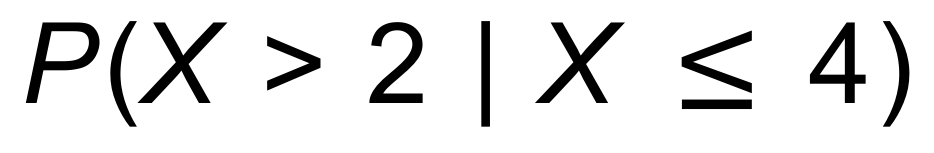 P(X > 2 | X ≤ 4)